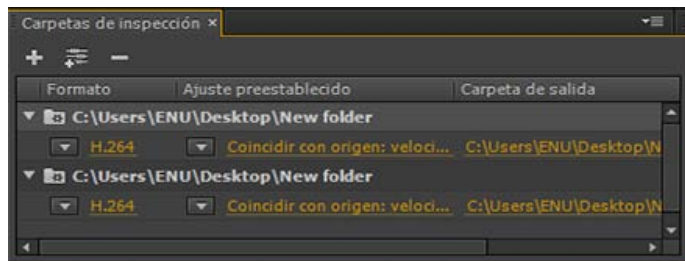 Carpetas de inspección
Formato Ajuste preestablecido Carpeta de salida
C:\Users\ENU\Desktop\New folder
H.264 Coincidir con origen: veloci... C:\Users\ENU\Desktop\N
C:\Users\ENU\Desktop\New folder
H.264 Coincidir con origen: veloci... C:\Users\ENU\Desktop\N